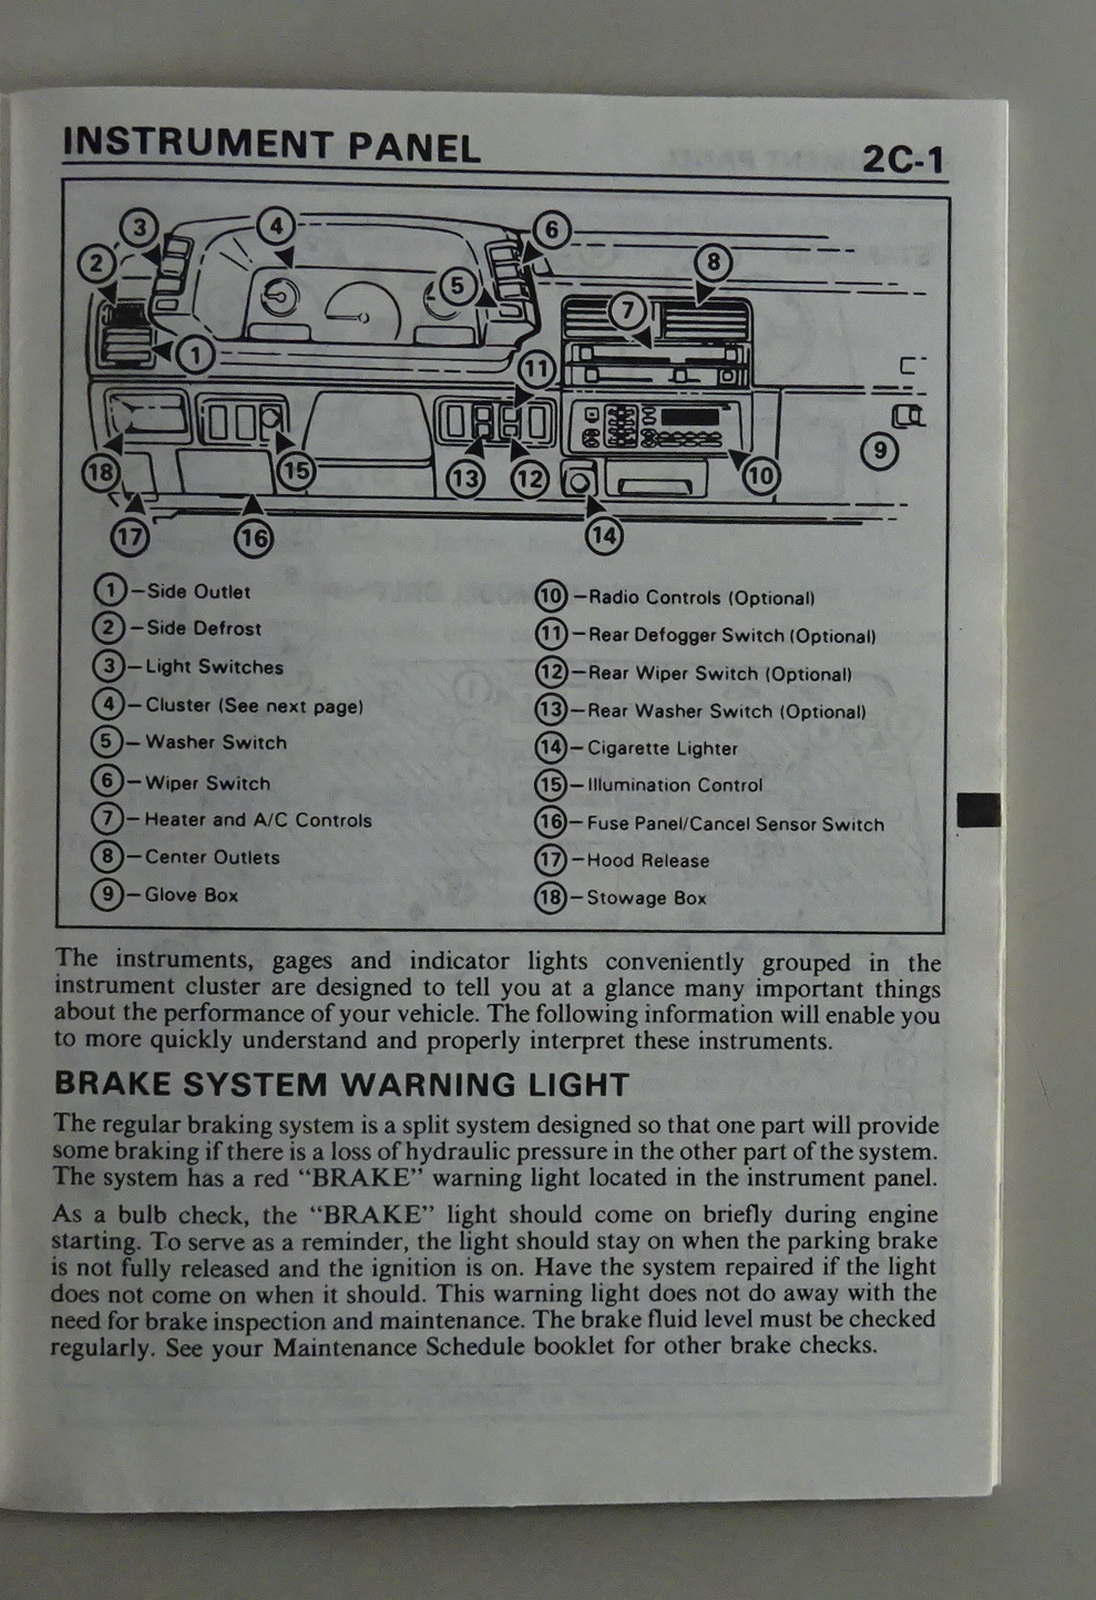 INSTRUMENT PANEL
2C-1
3
4
6
2
8
5
7
1
11
9
18
15
13
12
10
17
16
14
1 – Side Outlet
2 – Side Defrost
3 – Light Switches
4 – Cluster (See next page)
5 – Washer Switch
6 – Wiper Switch
7 – Heater and A/C Controls
8 – Center Outlets
9 – Glove Box
10 – Radio Controls (Optional)
11 – Rear Defogger Switch (Optional)
12 – Rear Wiper Switch (Optional)
13 – Rear Washer Switch (Optional)
14 – Cigarette Lighter
15 – Illumination Control
16 – Fuse Panel/Cancel Sensor Switch
17 – Hood Release
18 – Stowage Box
The instruments, gages and indicator lights conveniently grouped in the
instrument cluster are designed to tell you at a glance many important things
about the performance of your vehicle. The following information will enable you
to more quickly understand and properly interpret these instruments.
BRAKE SYSTEM WARNING LIGHT
The regular braking system is a split system designed so that one part will provide
some braking if there is a loss of hydraulic pressure in the other part of the system.
The system has a red “BRAKE” warning light located in the instrument panel.
As a bulb check, the “BRAKE” light should come on briefly during engine
starting. To serve as a reminder, the light should stay on when the parking brake
is not fully released and the ignition is on. Have the system repaired if the light
does not come on when it should. This warning light does not do away with the
need for brake inspection and maintenance. The brake fluid level must be checked
regularly. See your Maintenance Schedule booklet for other brake checks.